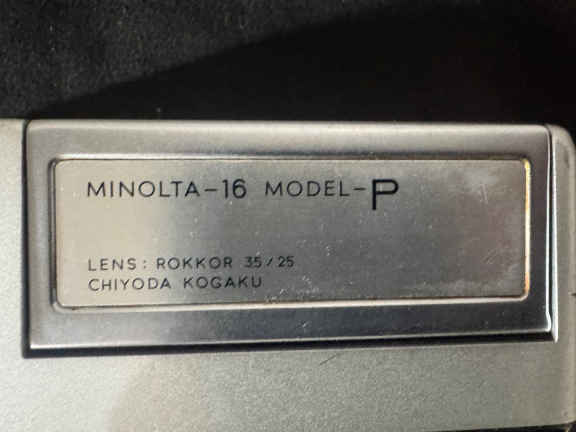 MINOLTA-16 MODEL-P
LENS: ROKKOR 35/25
CHIYODA KOGAKU